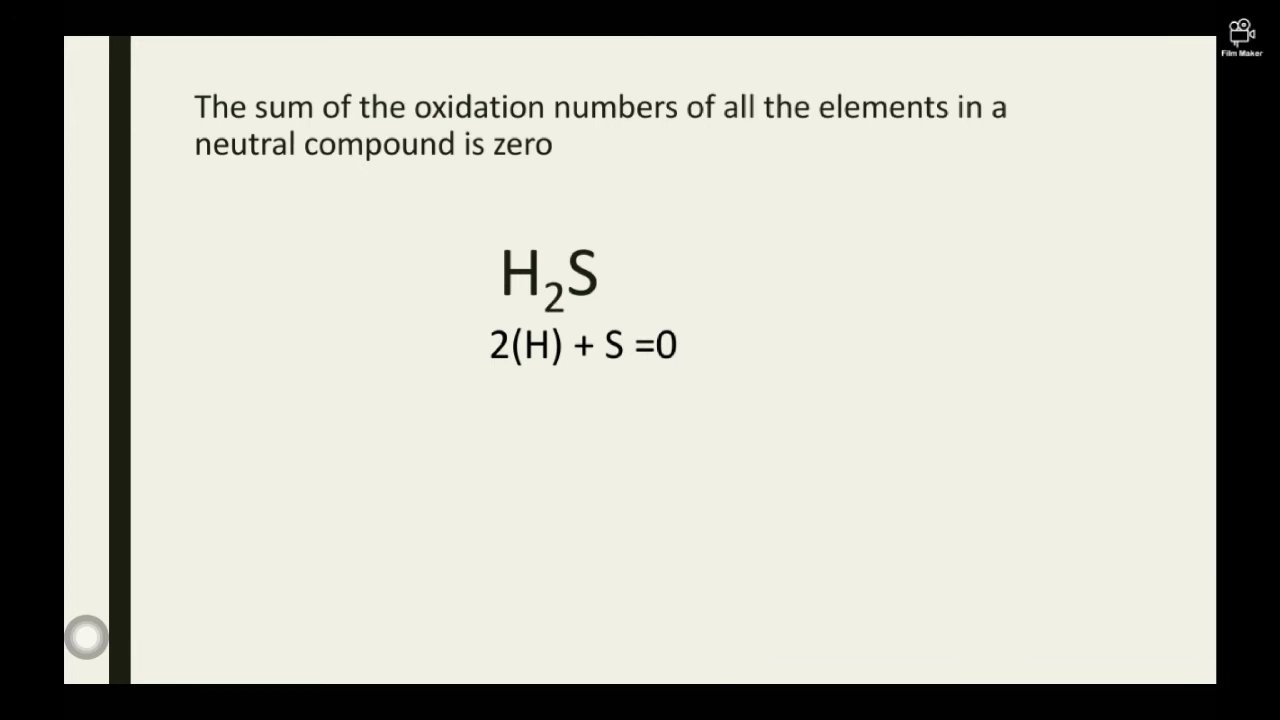 Film Maker
The sum of the oxidation numbers of all the elements in a
neutral compound is zero
H₂S
2(H) + S =0